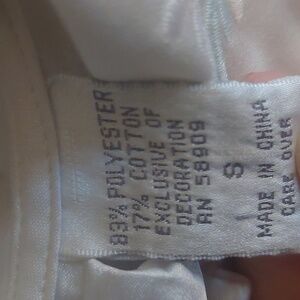 83% POLYESTER
17% COTTON
EXCLUSIVE OF
DECORATION
RN 58909
S
MADE IN CHINA
CARE OVER